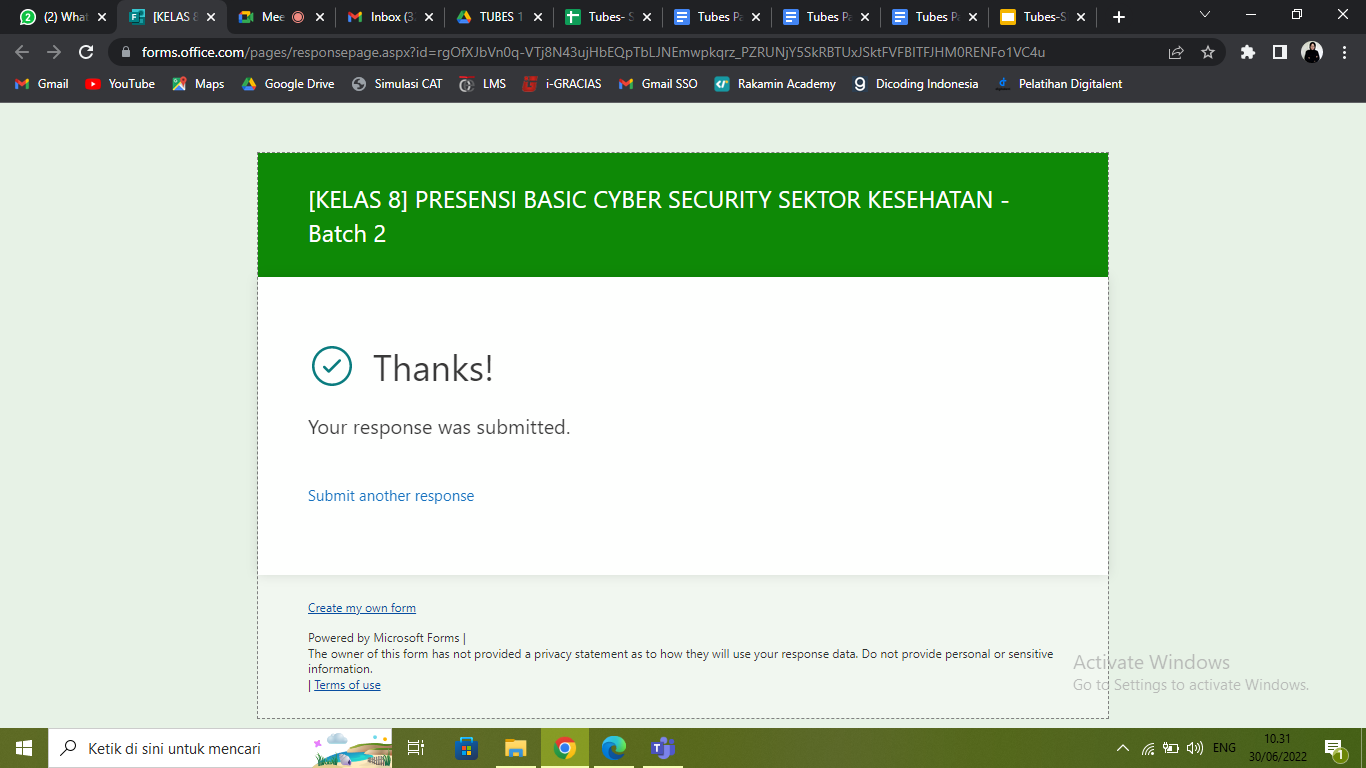 (2) What
[KELAS 8
Mee
Inbox (3
TUBES 1
Tubes- S
Tubes Pa
Tubes Pa
Tubes Pa
Tubes-S
forms.office.com/pages/responsepage.aspx?id=rgOfXJbVn0q-VTj8N43ujHbEQpTbLJNEmwpkqrz_PZRUNjY5SkRBTUxJSktFVFBITFJHM0RENFo1VC4u
Gmail
YouTube
Maps
Google Drive
Simulasi CAT
LMS
i-GRACIAS
Gmail SSO
Rakamin Academy
Dicoding Indonesia
Pelatihan Digitalent
[KELAS 8] PRESENSI BASIC CYBER SECURITY SEKTOR KESEHATAN -
Batch 2
Thanks!
Your response was submitted.
Submit another response
Create my own form
Powered by Microsoft Forms |
The owner of this form has not provided a privacy statement as to how they will use your response data. Do not provide personal or sensitive
information.
| Terms of use
Activate Windows
Go to Settings to activate Windows.
Ketik di sini untuk mencari
ENG
10.31
30/06/2022
1